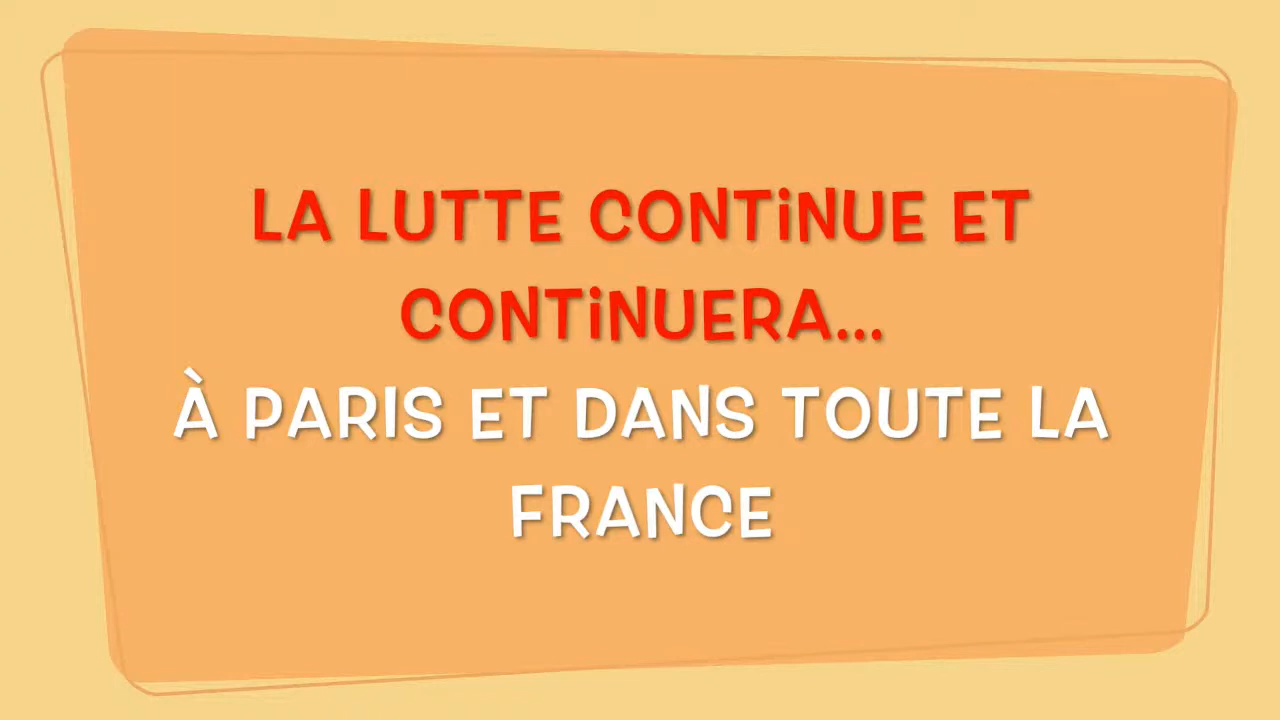 LA LUTTE CONTiNUE ET
CONTiNUERA...
À PARIS ET DANS TOUTE LA
FRANCE